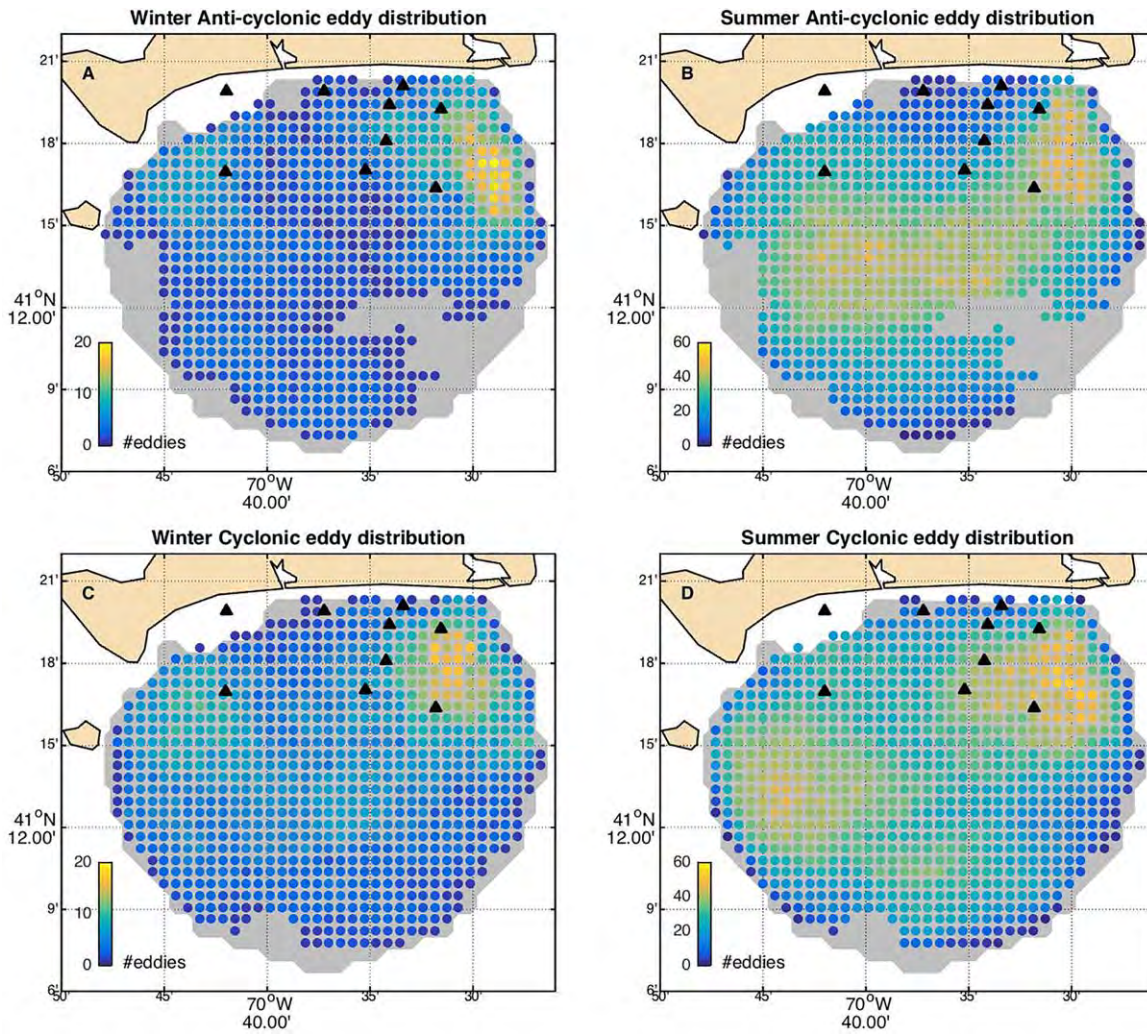 Winter Anti-cyclonic eddy distribution
Summer Anti-cyclonic eddy distribution
A
21'
18'
15'
41°N
12.00'
9'
6'
20
10
0
#eddies
50'
45'
70°W
40.00'
35'
30'
B
21'
18'
15'
41°N
12.00'
9'
6'
60
40
20
0
#eddies
50'
45'
70°W
40.00'
35'
30'
Winter Cyclonic eddy distribution
Summer Cyclonic eddy distribution
C
21'
18'
15'
41°N
12.00'
9'
6'
20
10
0
#eddies
50'
45'
70°W
40.00'
35'
30'
D
21'
18'
15'
41°N
12.00'
9'
6'
60
40
20
0
#eddies
50'
45'
70°W
40.00'
35'
30'